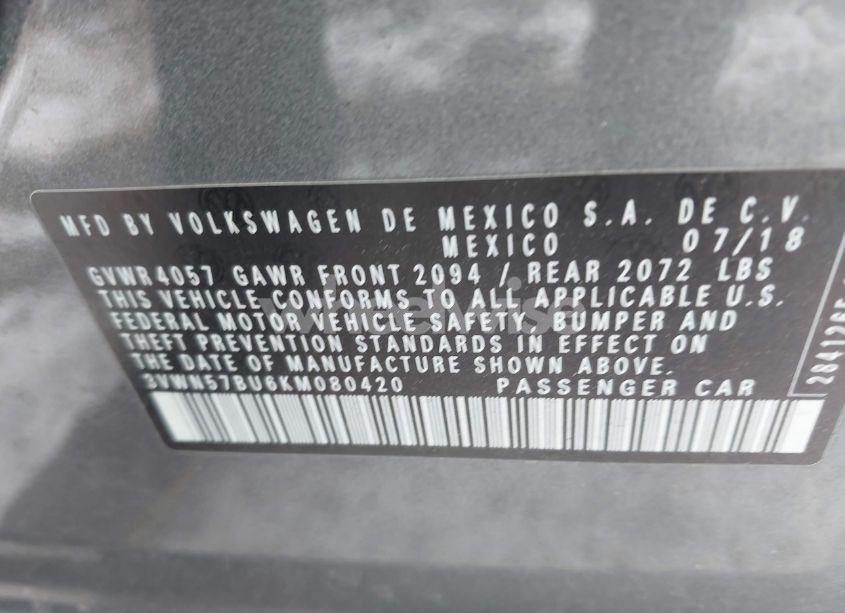 MFD BY VOLKSWAGEN DE MEXICO S.A. DE C.V.
MEXICO 07/18
GVWR4057 GAWR FRONT 2094 / REAR 2072 LBS
THIS VEHICLE CONFORMS TO ALL APPLICABLE U.S.
FEDERAL MOTOR VEHICLE SAFETY, BUMPER AND
THEFT PREVENTION STANDARDS IN EFFECT ON
THE DATE OF MANUFACTURE SHOWN ABOVE.
3VWN57BU6KM080420 PASSENGER CAR
wheelwise